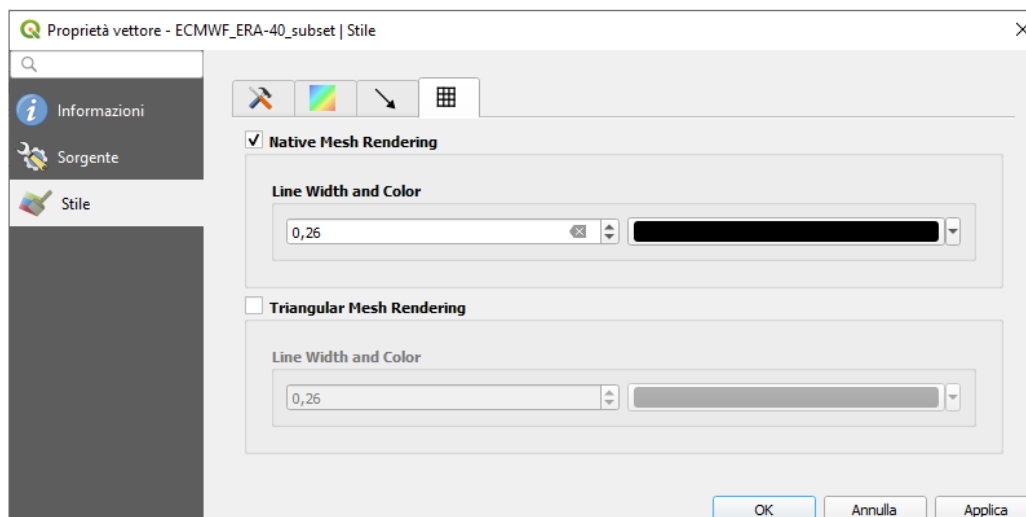 Proprietà vettore - ECMWF_ERA-40_subset | Stile
Informazioni
Sorgente
Stile
Native Mesh Rendering
Line Width and Color
0,26
Triangular Mesh Rendering
Line Width and Color
0,26
OK Annulla Applica